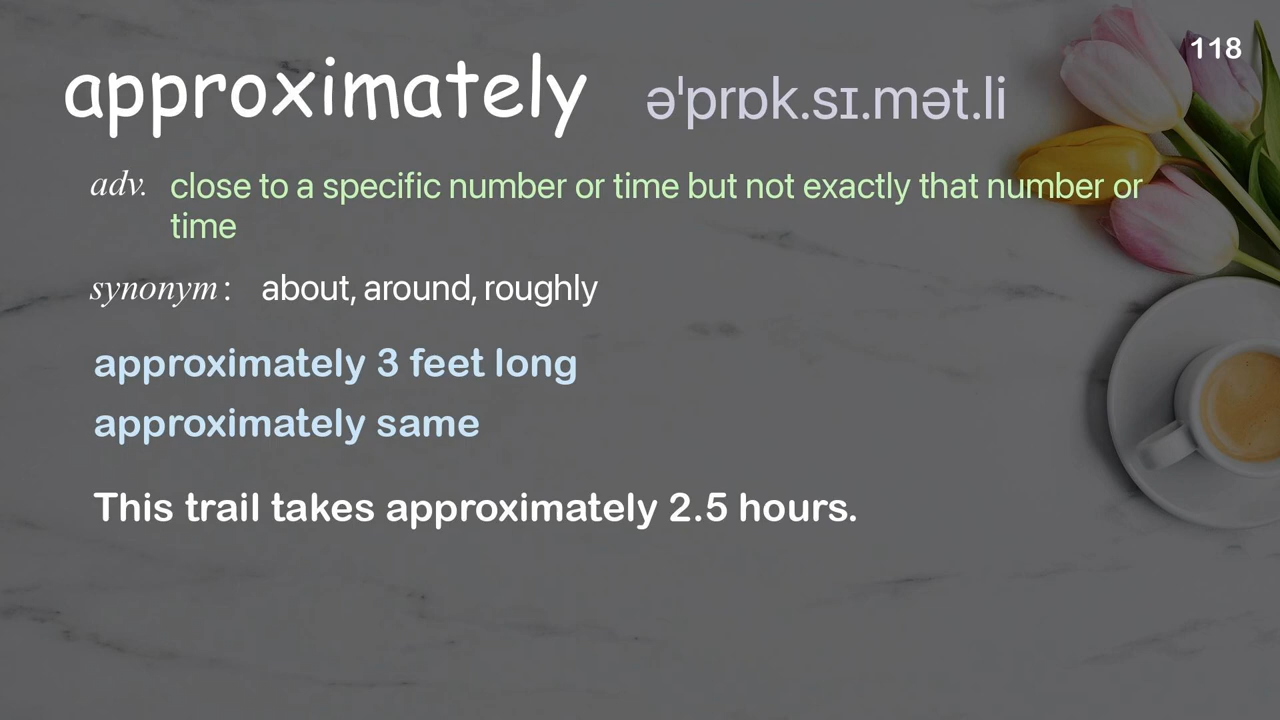 118
approximately əˈprɒk.sɪ.mət.li
adv. close to a specific number or time but not exactly that number or
time
synonym : about, around, roughly
approximately 3 feet long
approximately same
This trail takes approximately 2.5 hours.